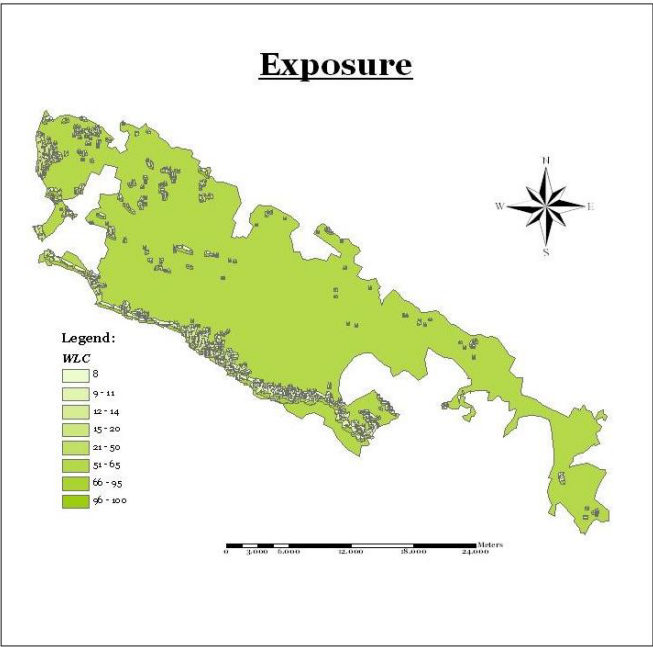 Exposure
N
W E
S
Legend:
WLC
8
9 - 11
12 - 14
15 - 20
21 - 50
51 - 65
66 - 95
96 - 100
Meters
0 3.000 6.000 12.000 18.000 24.000